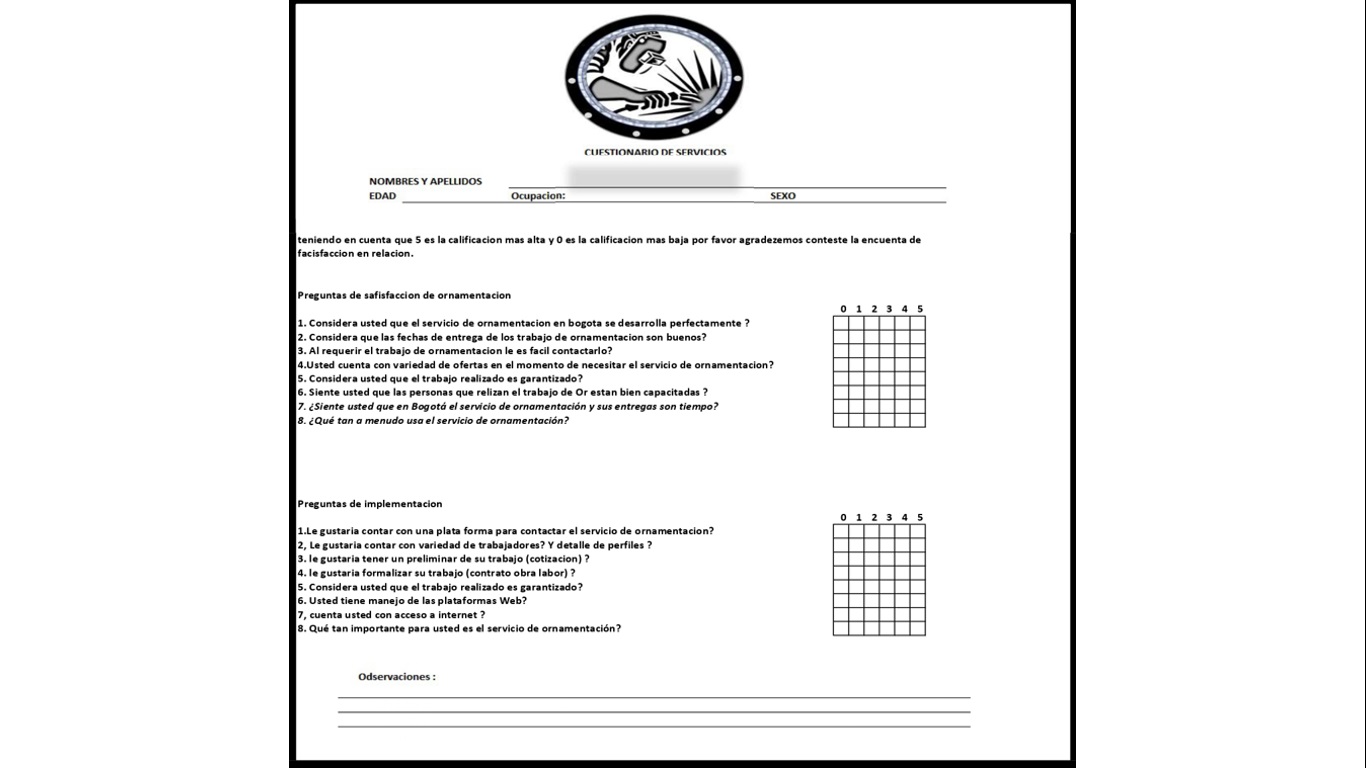 CUESTIONARIO DE SERVICIOS
NOMBRES Y APELLIDOS
EDAD Ocupacion: SEXO
teniendo en cuenta que 5 es la calificacion mas alta y 0 es la calificacion mas baja por favor agradezemos conteste la encuenta de
facisfaccion en relacion.
Preguntas de safisfaccion de ornamentacion
0 1 2 3 4 5
1. Considera usted que el servicio de ornamentacion en bogota se desarrolla perfectamente ?
2. Considera que las fechas de entrega de los trabajo de ornamentacion son buenos?
3. Al requerir el trabajo de ornamentacion le es facil contactarlo?
4.Usted cuenta con variedad de ofertas en el momento de necesitar el servicio de ornamentacion?
5. Considera usted que el trabajo realizado es garantizado?
6. Siente usted que las personas que relizan el trabajo de Or estan bien capacitadas ?
7. ¿Siente usted que en Bogotá el servicio de ornamentación y sus entregas son tiempo?
8. ¿Qué tan a menudo usa el servicio de ornamentación?
Preguntas de implementacion
0 1 2 3 4 5
1.Le gustaria contar con una plata forma para contactar el servicio de ornamentacion?
2, Le gustaria contar con variedad de trabajadores? Y detalle de perfiles ?
3. le gustaria tener un preliminar de su trabajo (cotizacion) ?
4. le gustaria formalizar su trabajo (contrato obra labor) ?
5. Considera usted que el trabajo realizado es garantizado?
6. Usted tiene manejo de las plataformas Web?
7, cuenta usted con acceso a internet ?
8. Qué tan importante para usted es el servicio de ornamentación?
Odservaciones :